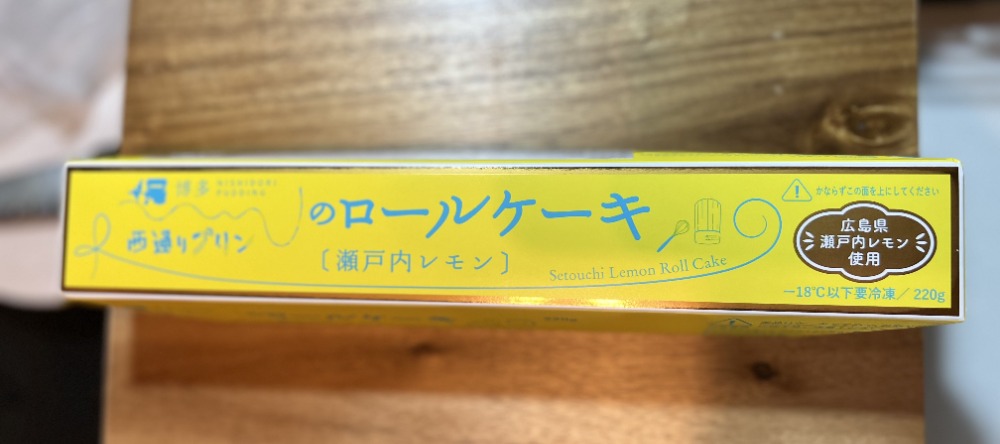 博多 NISHIDORI PUDDING
西通りプリン
のロールケーキ
〔瀬戸内レモン〕
Setouchi Lemon Roll Cake
かならずこの面を上にしてください
広島県
瀬戸内レモン
使用
−18℃以下要冷凍／220g